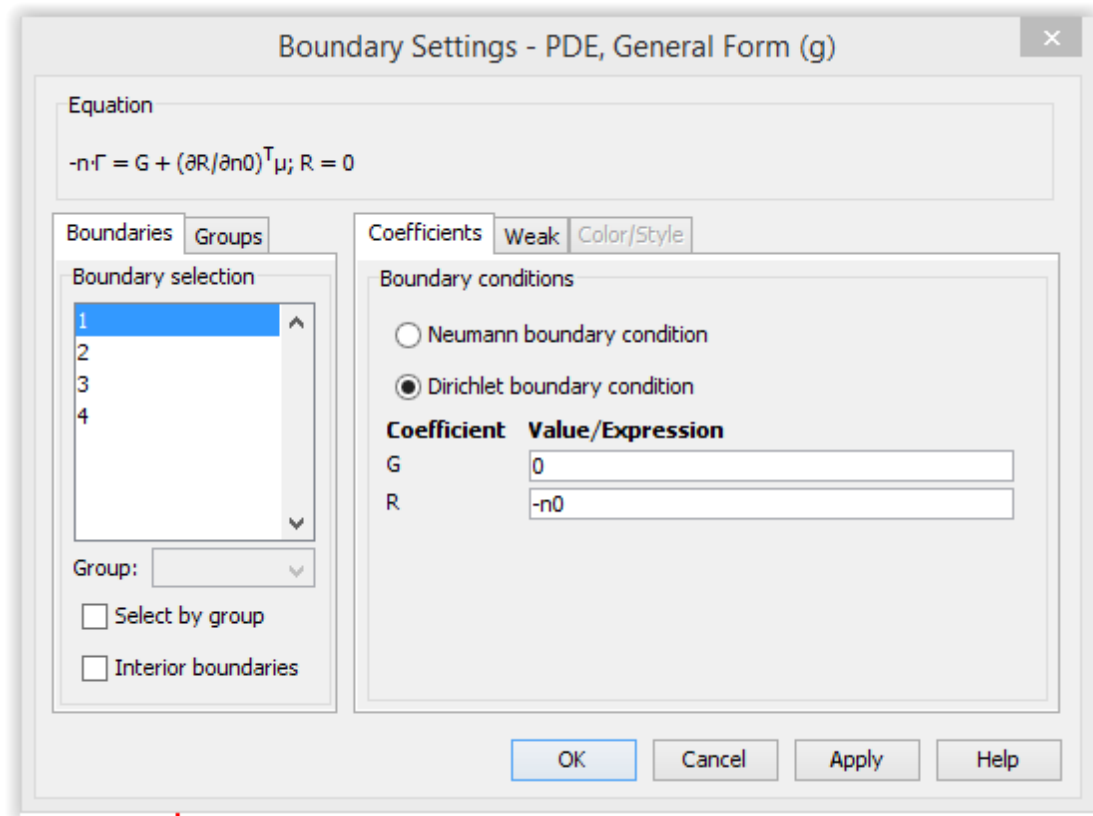 Boundary Settings - PDE, General Form (g)
×
Equation
-n·Γ = G + (∂R/∂n0)ᵀμ; R = 0
Boundaries
Groups
Boundary selection
1
2
3
4
Group:
Select by group
Interior boundaries
Coefficients
Weak
Color/Style
Boundary conditions
Neumann boundary condition
Dirichlet boundary condition
Coefficient Value/Expression
G 0
R -n0
OK Cancel Apply Help